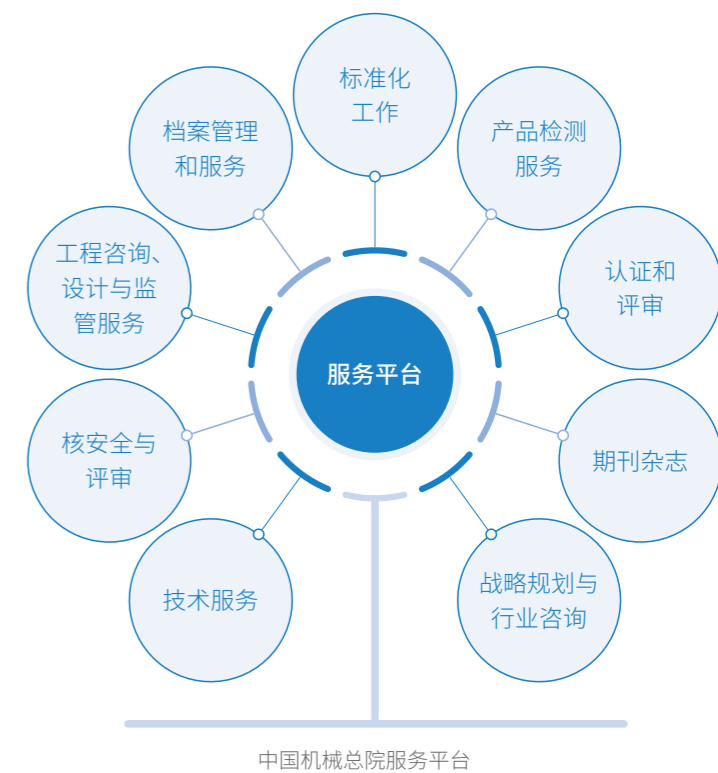 标准化
工作
档案管理
和服务
产品检测
服务
工程咨询、
设计与监
管服务
认证和
评审
服务平台
核安全与
评审
期刊杂志
技术服务
战略规划与
行业咨询
中国机械总院服务平台